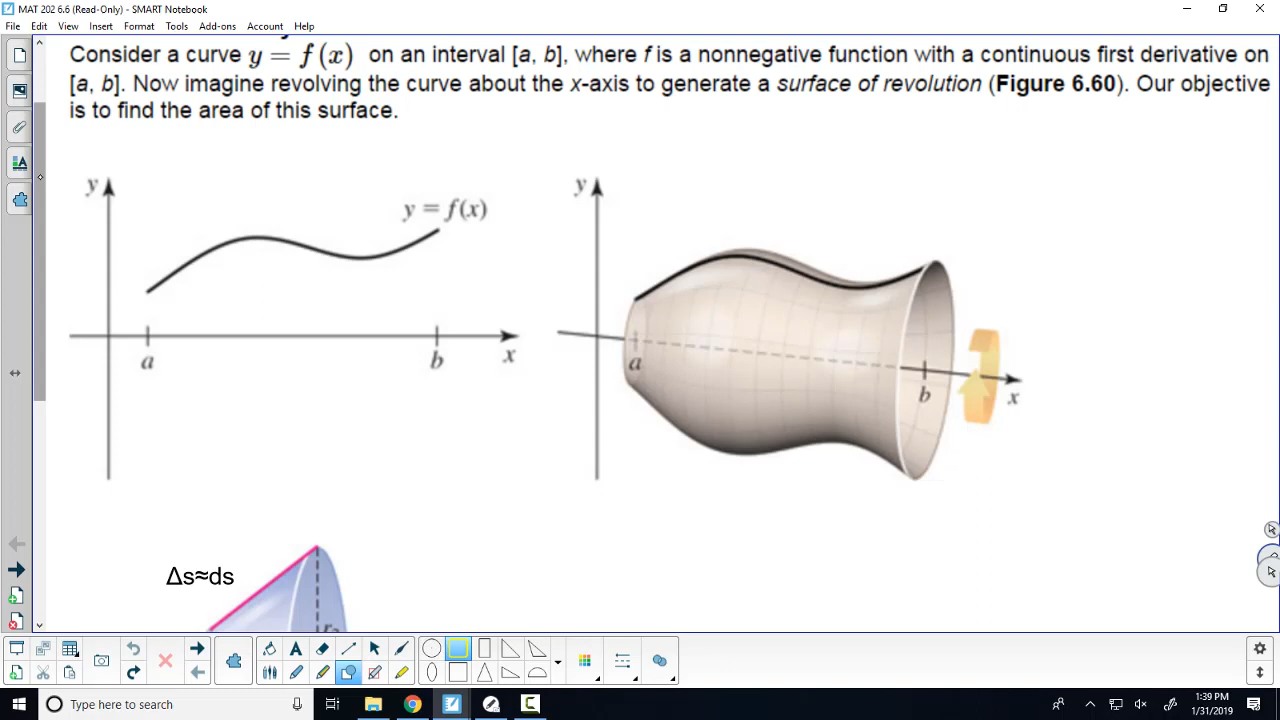 MAT 202 6.6 (Read-Only) - SMART Notebook
File Edit View Insert Format Tools Add-ons Account Help
Consider a curve y = f(x) on an interval [a, b], where f is a nonnegative function with a continuous first derivative on
[a, b]. Now imagine revolving the curve about the x-axis to generate a surface of revolution (Figure 6.60). Our objective
is to find the area of this surface.
y
y = f(x)
a
b
x
y
a
b
x
Δs≈ds
Type here to search
1:39 PM
1/31/2019